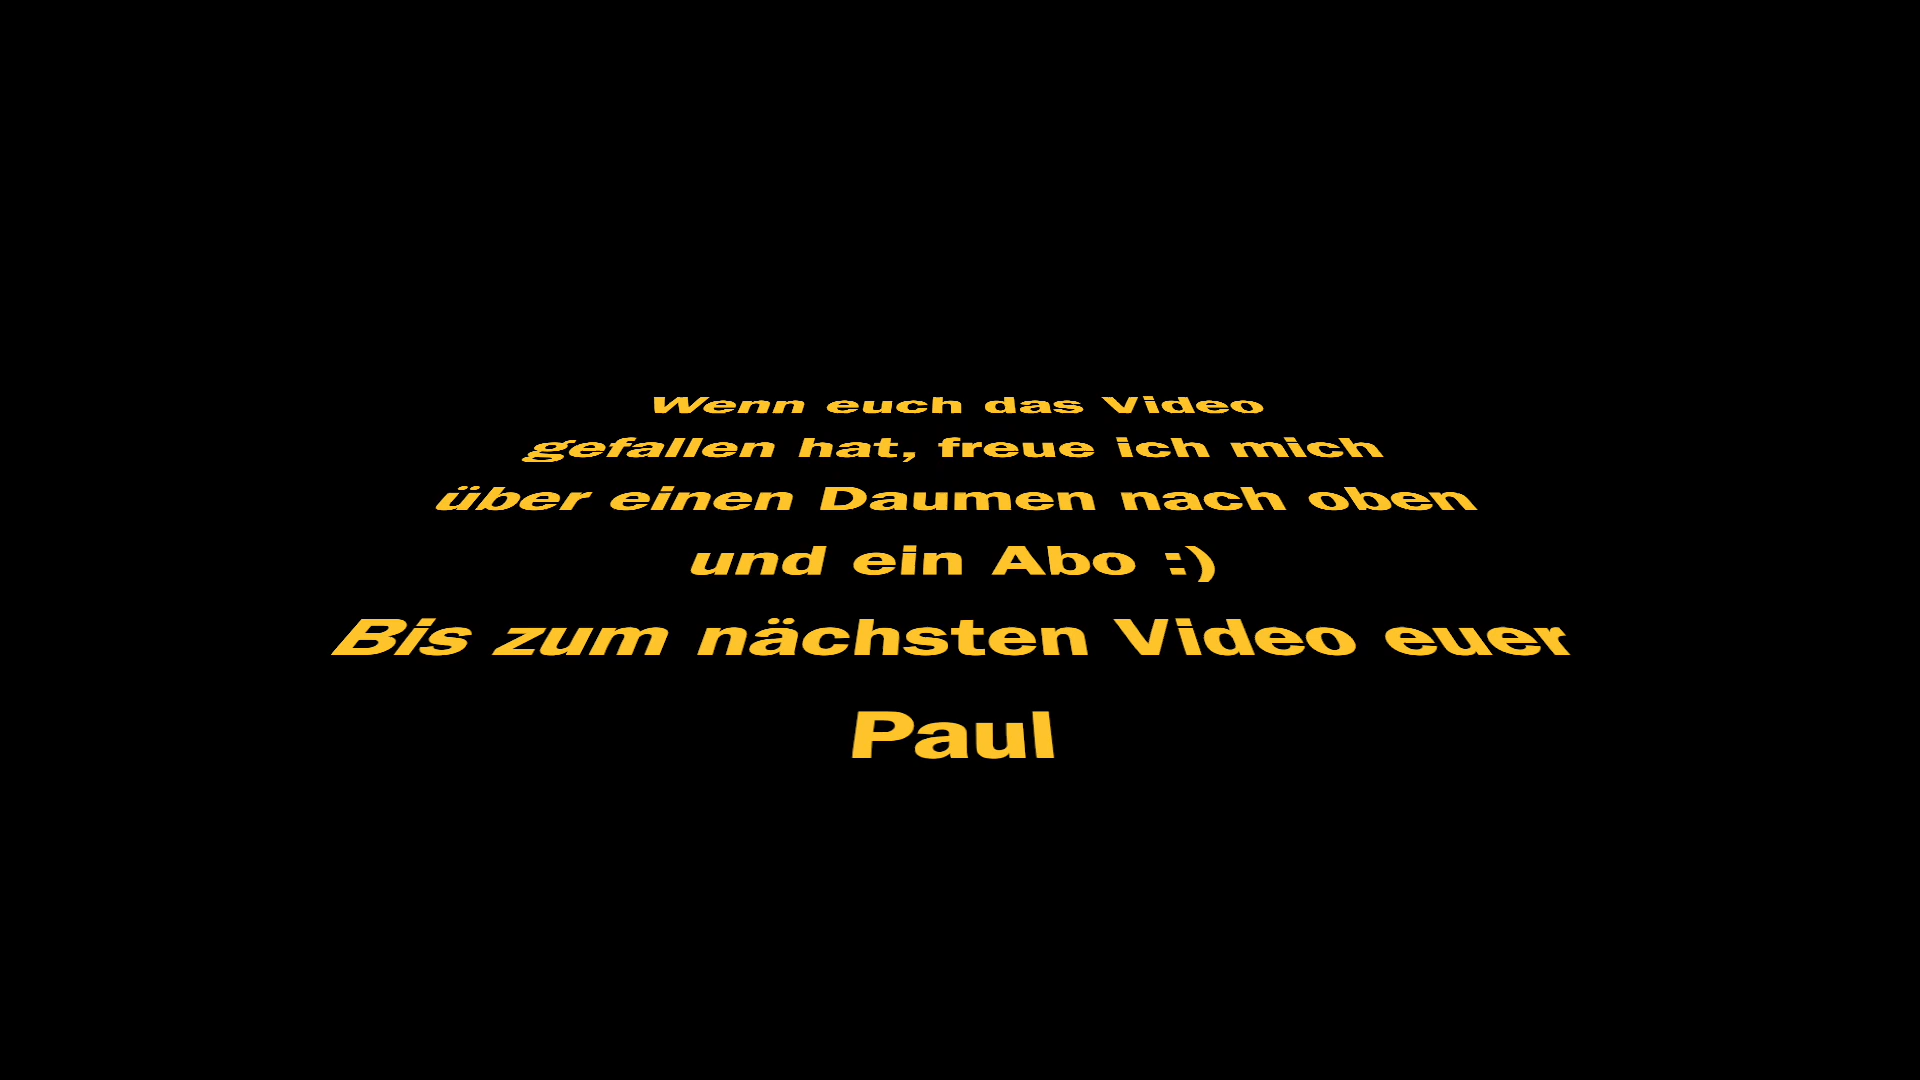 Wenn euch das Video
gefallen hat, freue ich mich
über einen Daumen nach oben
und ein Abo :)
Bis zum nächsten Video euer
Paul